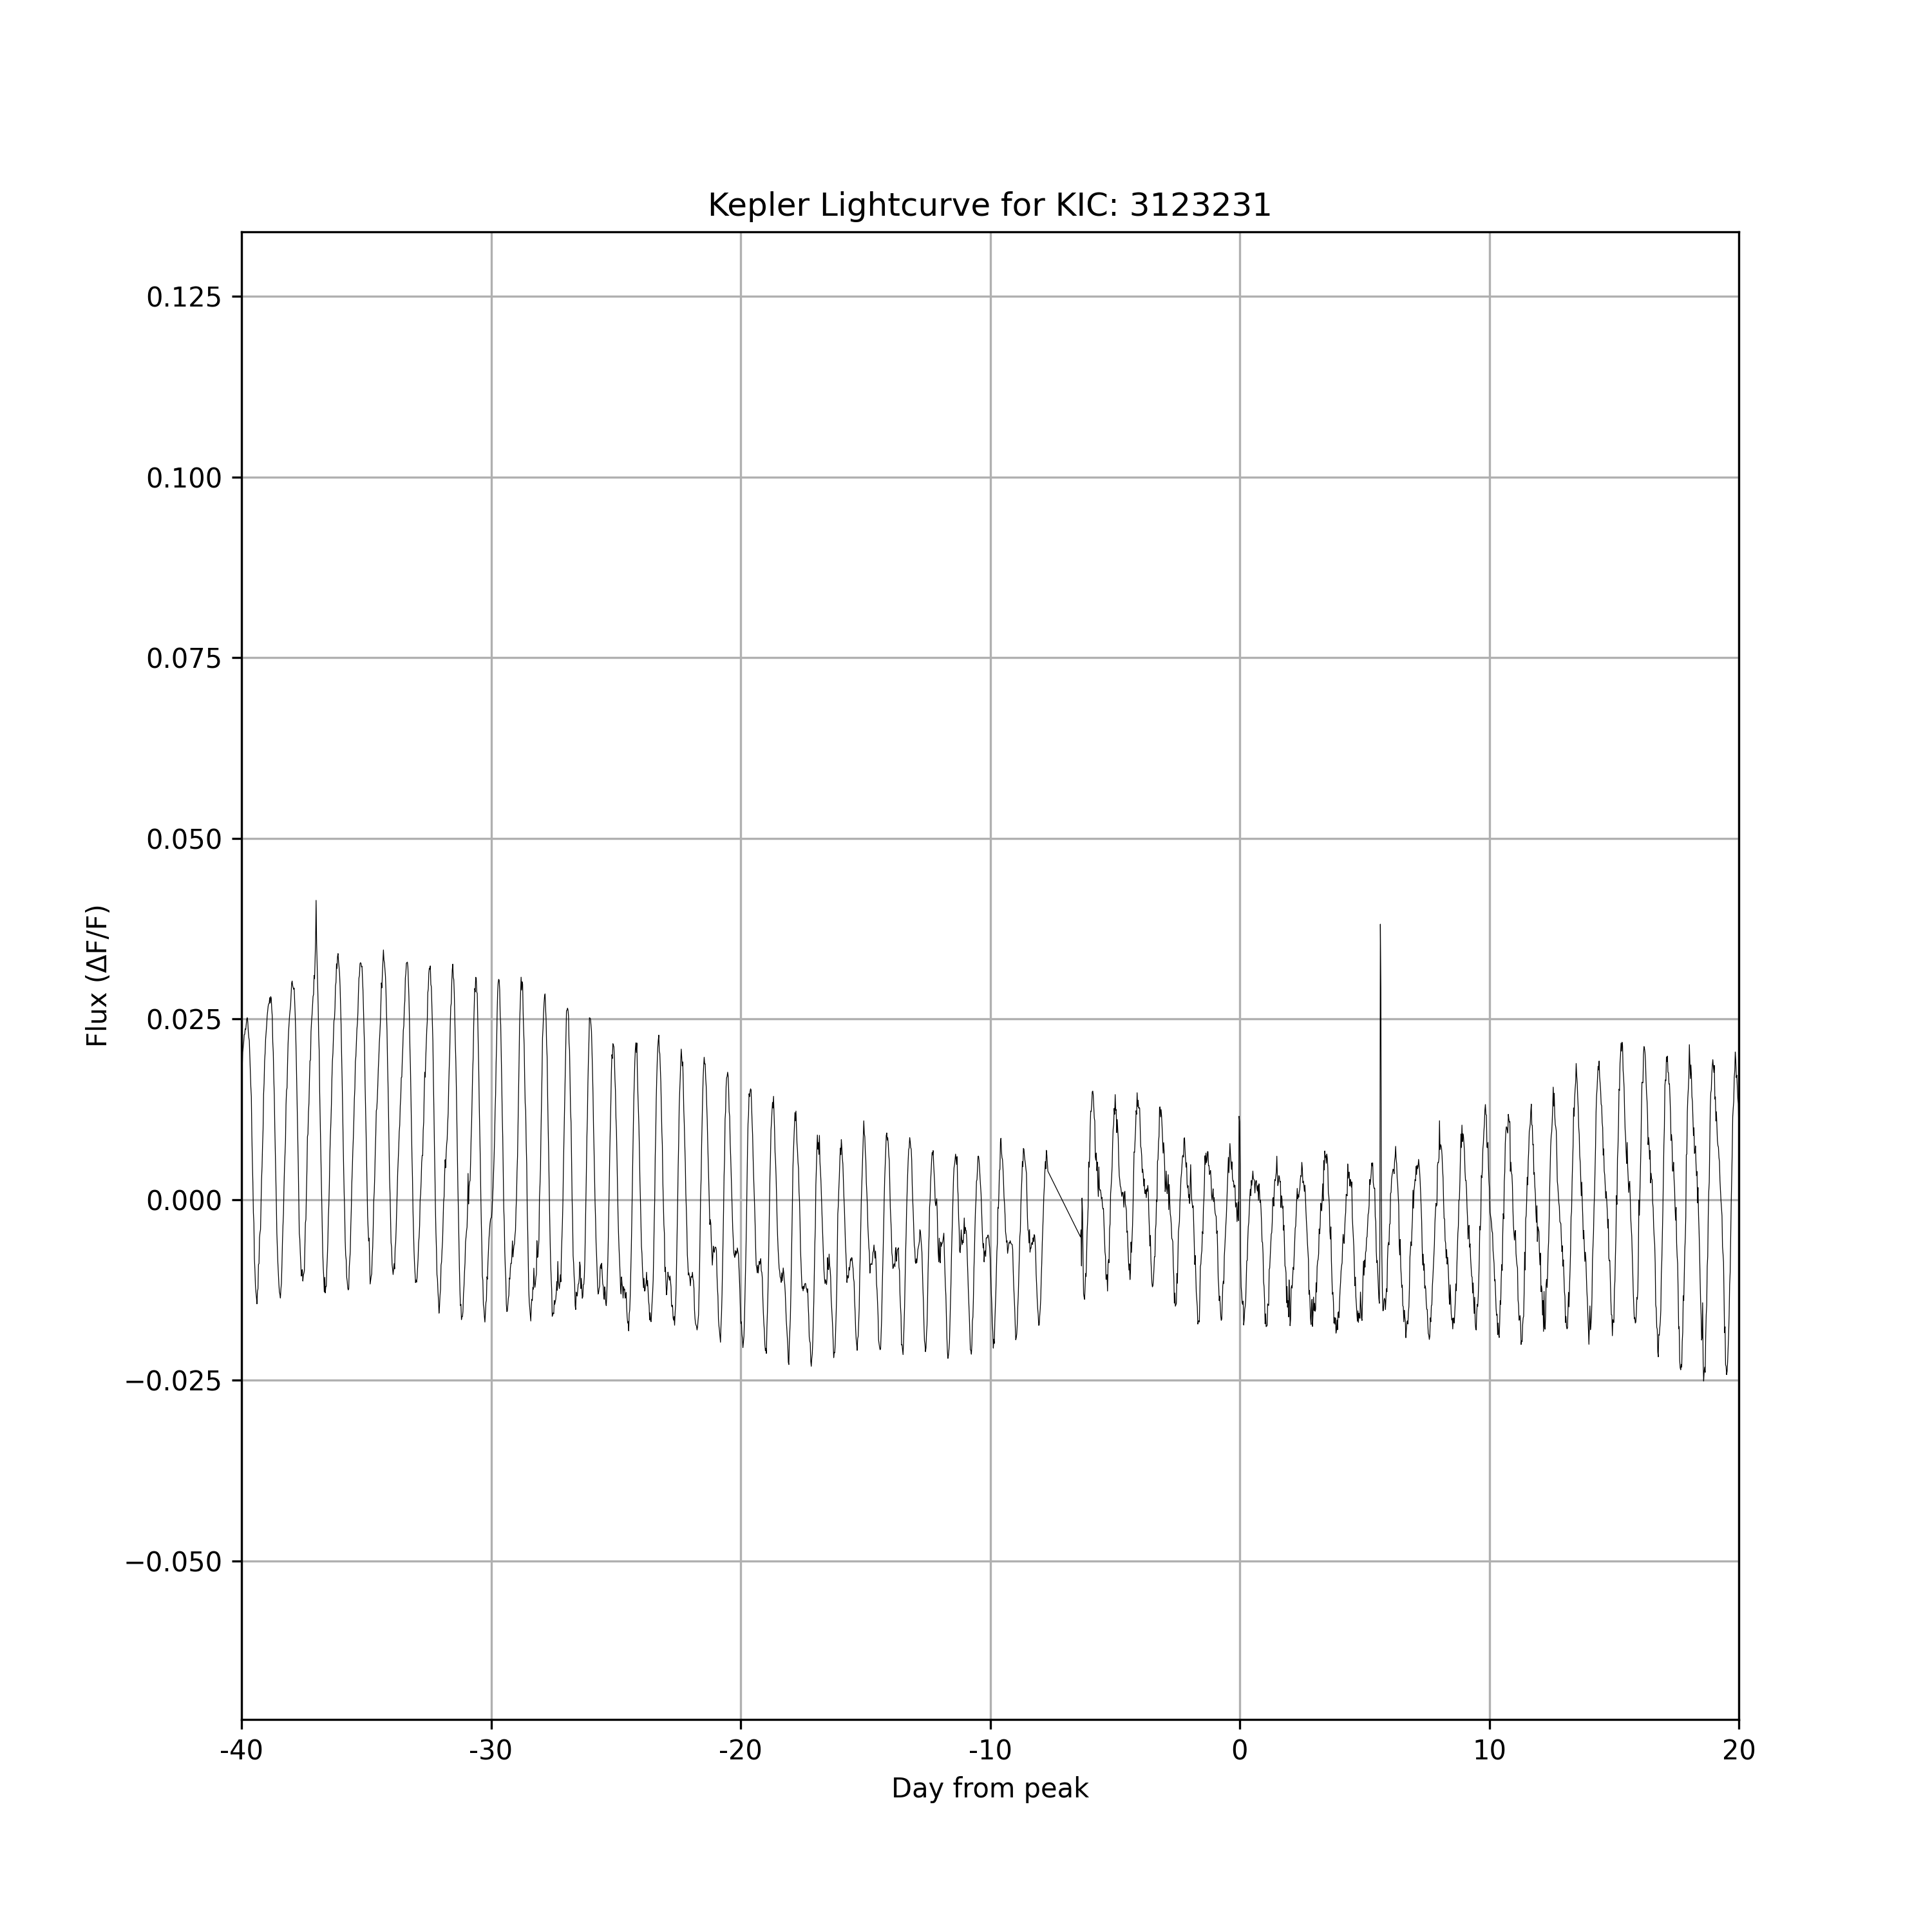 Kepler Lightcurve for KIC: 3123231
0.125
0.100
0.075
0.050
0.025
0.000
−0.025
−0.050
Flux (ΔF/F)
-40 -30 -20 -10 0 10 20
Day from peak